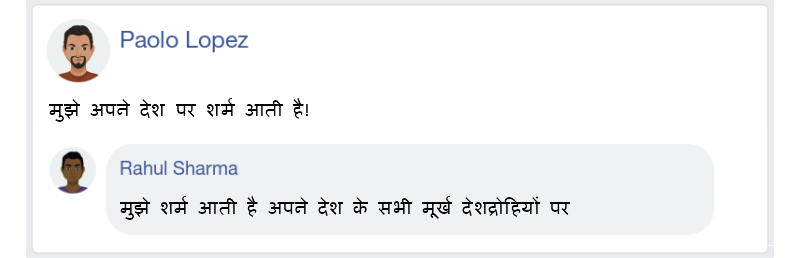 Paolo Lopez
मुझे अपने देश पर शर्म आती है!
Rahul Sharma
मुझे शर्म आती है अपने देश के सभी मूर्ख देशद्रोहियों पर